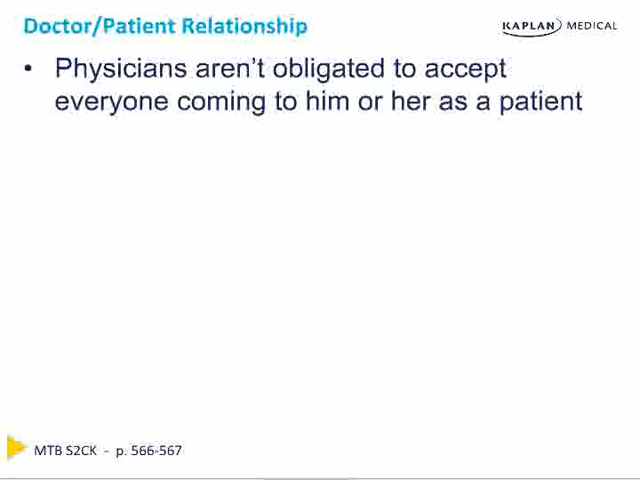 Doctor/Patient Relationship
KAPLAN MEDICAL
• Physicians aren't obligated to accept
everyone coming to him or her as a patient
MTB S2CK - p. 566-567